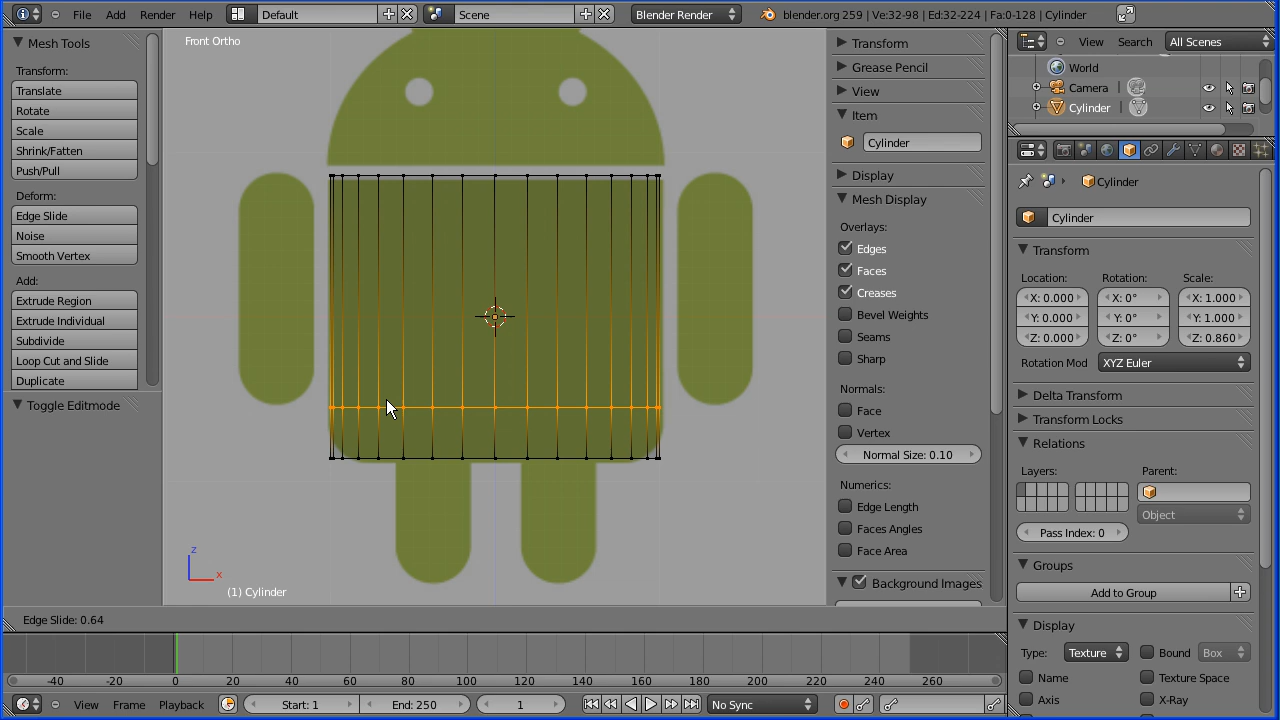 File Add Render Help Default Scene Blender Render blender.org 259 | Ve:32-98 | Ed:32-224 | Fa:0-128 | Cylinder
Mesh Tools
Transform:
Translate
Rotate
Scale
Shrink/Fatten
Push/Pull
Deform:
Edge Slide
Noise
Smooth Vertex
Add:
Extrude Region
Extrude Individual
Subdivide
Loop Cut and Slide
Duplicate
Toggle Editmode
Front Ortho
z
x
(1) Cylinder
Transform
Grease Pencil
View
Item
Cylinder
Display
Mesh Display
Overlays:
Edges
Faces
Creases
Bevel Weights
Seams
Sharp
Normals:
Face
Vertex
Normal Size: 0.10
Numerics:
Edge Length
Faces Angles
Face Area
Background Images
View Search All Scenes
World
Camera
Cylinder
Cylinder
Cylinder
Transform
Location: Rotation: Scale:
X: 0.000 X: 0° X: 1.000
Y: 0.000 Y: 0° Y: 1.000
Z: 0.000 Z: 0° Z: 0.860
Rotation Mod XYZ Euler
Delta Transform
Transform Locks
Relations
Layers: Parent:
Object
Pass Index: 0
Groups
Add to Group
Display
Type: Texture Bound Box
Name Texture Space
Axis X-Ray
Edge Slide: 0.64
-40 -20 0 20 40 60 80 100 120 140 160 180 200 220 240 260
View Frame Playback Start: 1 End: 250 1 No Sync